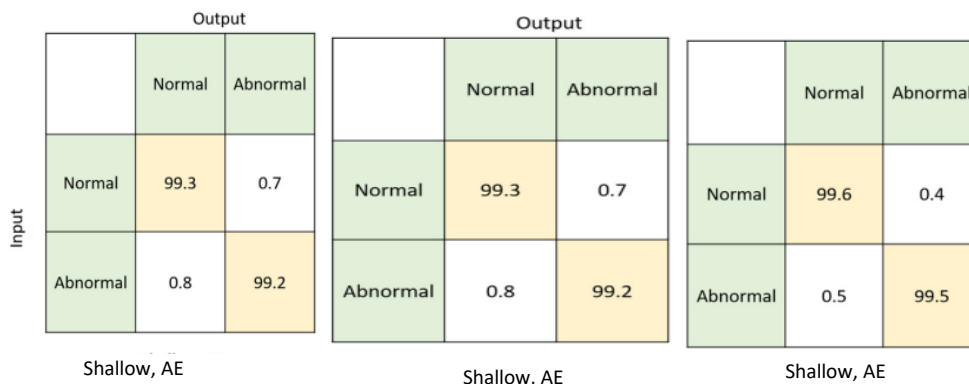 Output
Normal Abnormal
Input
Normal 99.3 0.7
Abnormal 0.8 99.2
Shallow, AE
Output
Normal Abnormal
Normal 99.3 0.7
Abnormal 0.8 99.2
Shallow. AE
Normal Abnormal
Normal 99.6 0.4
Abnormal 0.5 99.5
Shallow, AE